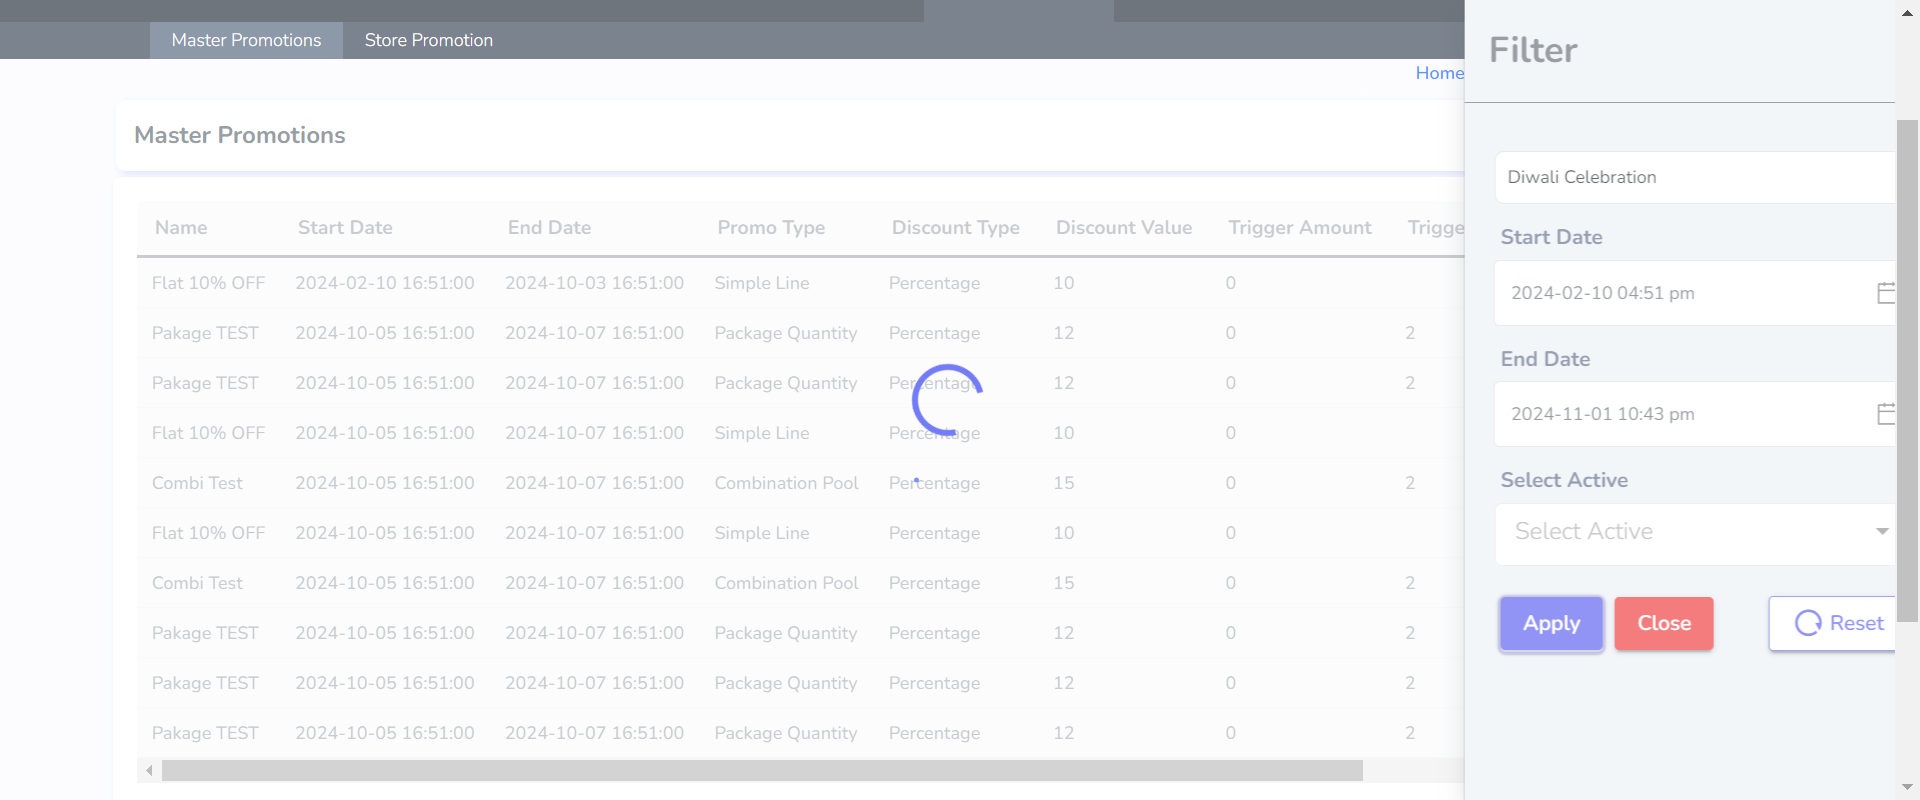 Master Promotions Store Promotion
Home
Master Promotions
Name Start Date End Date Promo Type Discount Type Discount Value Trigger Amount Trigge
Flat 10% OFF 2024-02-10 16:51:00 2024-10-03 16:51:00 Simple Line Percentage 10 0
Pakage TEST 2024-10-05 16:51:00 2024-10-07 16:51:00 Package Quantity Percentage 12 0 2
Pakage TEST 2024-10-05 16:51:00 2024-10-07 16:51:00 Package Quantity Percentage 12 0 2
Flat 10% OFF 2024-10-05 16:51:00 2024-10-07 16:51:00 Simple Line Percentage 10 0
Combi Test 2024-10-05 16:51:00 2024-10-07 16:51:00 Combination Pool Percentage 15 0 2
Flat 10% OFF 2024-10-05 16:51:00 2024-10-07 16:51:00 Simple Line Percentage 10 0
Combi Test 2024-10-05 16:51:00 2024-10-07 16:51:00 Combination Pool Percentage 15 0 2
Pakage TEST 2024-10-05 16:51:00 2024-10-07 16:51:00 Package Quantity Percentage 12 0 2
Pakage TEST 2024-10-05 16:51:00 2024-10-07 16:51:00 Package Quantity Percentage 12 0 2
Pakage TEST 2024-10-05 16:51:00 2024-10-07 16:51:00 Package Quantity Percentage 12 0 2
Filter
Diwali Celebration
Start Date
2024-02-10 04:51 pm
End Date
2024-11-01 10:43 pm
Select Active
Select Active
Apply Close Reset